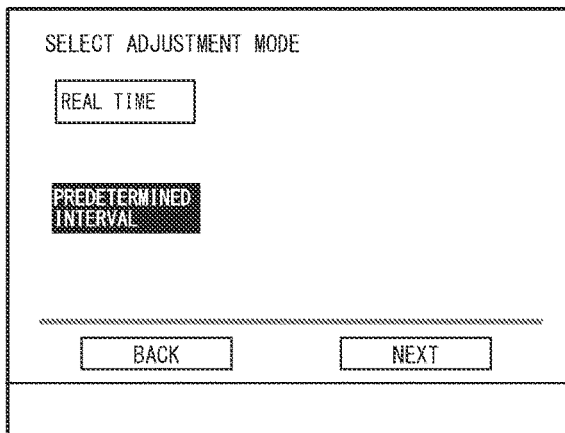 SELECT ADJUSTMENT MODE
REAL TIME
PREDETERMINED
INTERVAL
BACK
NEXT